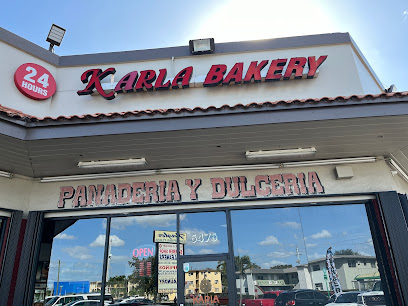 24
HOURS
KARLA BAKERY
PANADERIA Y DULCERIA
OPEN